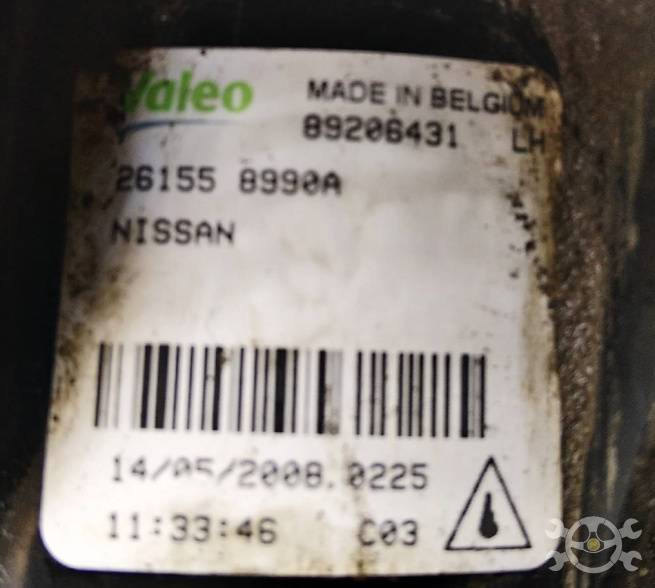 Valeo MADE IN BELGIUM
89206431 LH
26155 8990A
NISSAN
14/05/2008.0225
11:33:46 C03